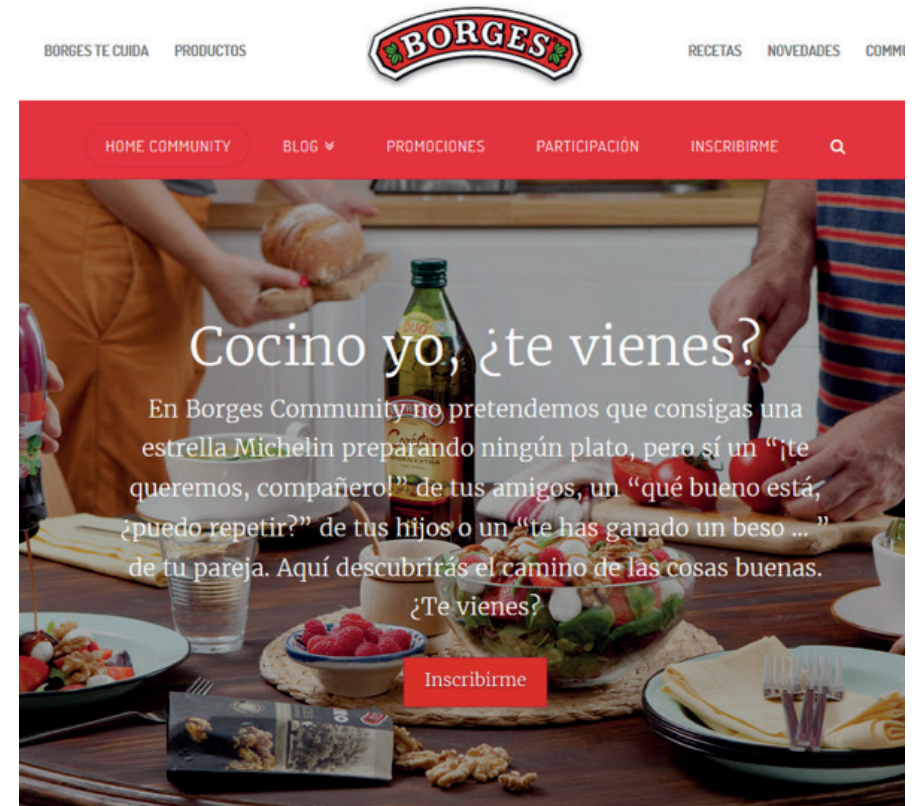 BORGES TE CUIDA PRODUCTOS BORGES RECETAS NOVEDADES COMMU
HOME COMMUNITY BLOG PROMOCIONES PARTICIPACIÓN INSCRIBIRME
Cocino yo, ¿te vienes?
En Borges Community no pretendemos que consigas una
estrella Michelin preparando ningún plato, pero sí un “¡te
queremos, compañero!” de tus amigos, un “qué bueno está,
¿puedo repetir?” de tus hijos o un “te has ganado un beso ... ”
de tu pareja. Aquí descubrirás el camino de las cosas buenas.
¿Te vienes?
Inscribirme